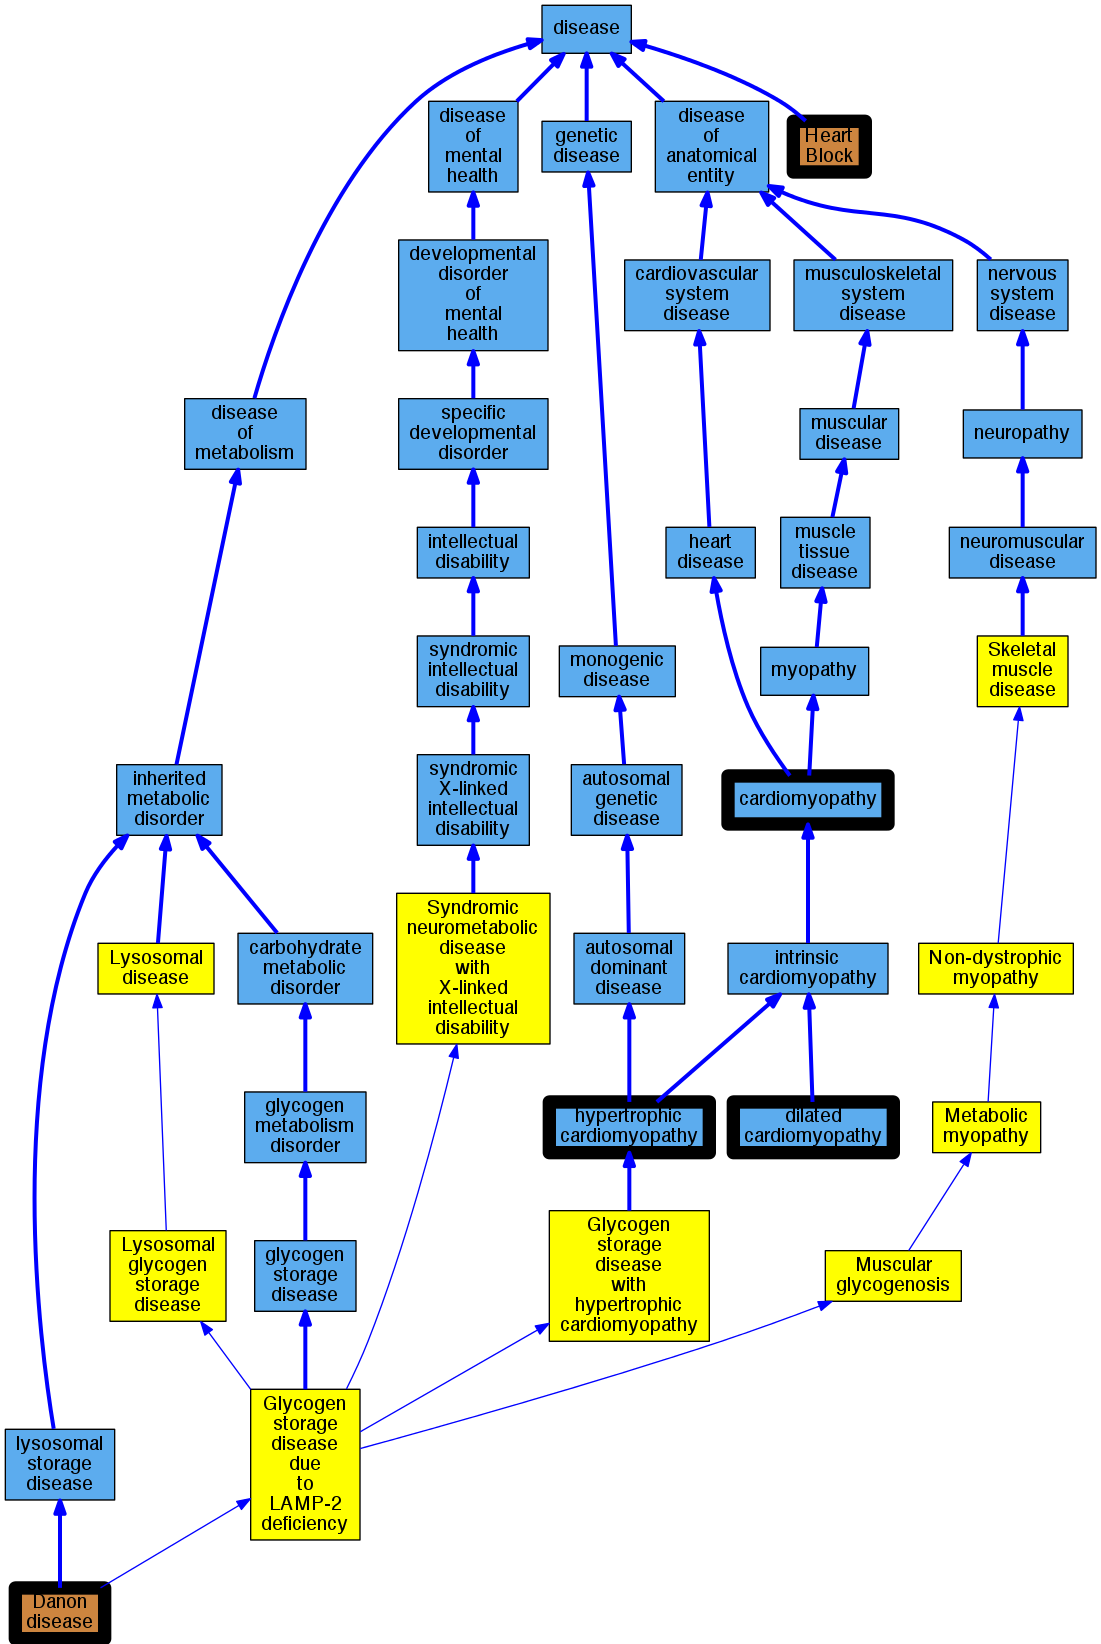 disease
disease
of
mental
health
genetic
disease
disease
of
anatomical
entity
Heart
Block
developmental
disorder
of
mental
health
cardiovascular
system
disease
musculoskeletal
system
disease
nervous
system
disease
disease
of
metabolism
specific
developmental
disorder
muscular
disease
neuropathy
intellectual
disability
heart
disease
muscle
tissue
disease
neuromuscular
disease
syndromic
intellectual
disability
monogenic
disease
myopathy
Skeletal
muscle
disease
inherited
metabolic
disorder
syndromic
X-linked
intellectual
disability
autosomal
genetic
disease
cardiomyopathy
Lysosomal
disease
carbohydrate
metabolic
disorder
Syndromic
neurometabolic
disease
with
X-linked
intellectual
disability
autosomal
dominant
disease
intrinsic
cardiomyopathy
Non-dystrophic
myopathy
glycogen
metabolism
disorder
hypertrophic
cardiomyopathy
dilated
cardiomyopathy
Metabolic
myopathy
Lysosomal
glycogen
storage
disease
glycogen
storage
disease
Glycogen
storage
disease
with
hypertrophic
cardiomyopathy
Muscular
glycogenosis
lysosomal
storage
disease
Glycogen
storage
disease
due
to
LAMP-2
deficiency
Danon
disease